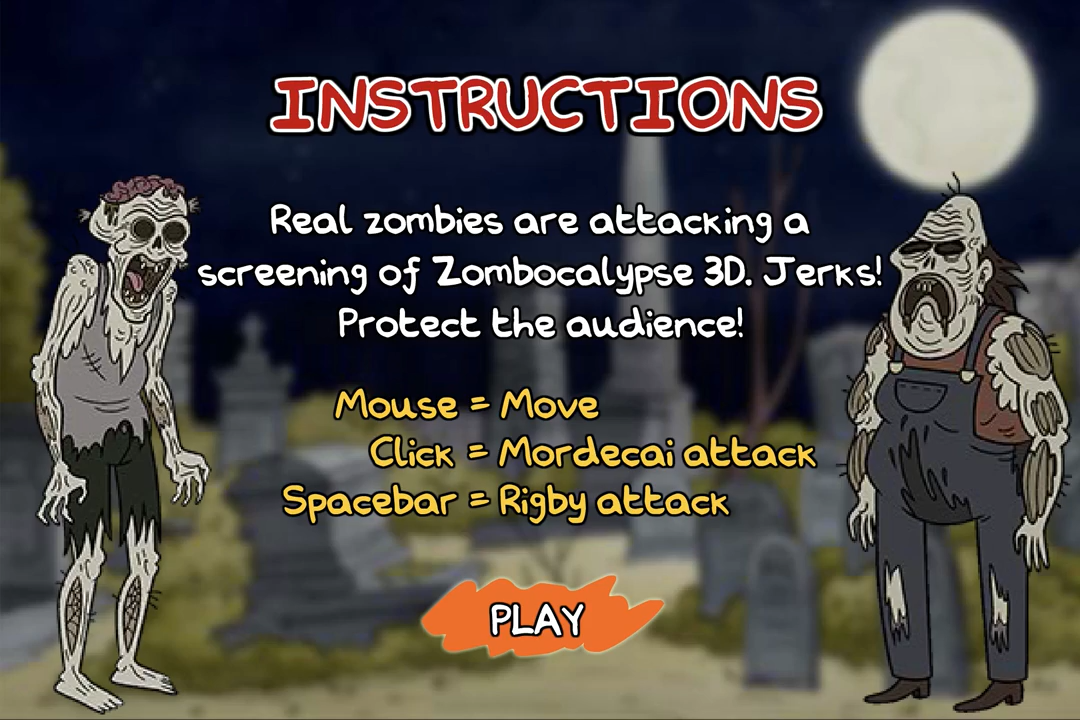 INSTRUCTIONS
Real zombies are attacking a
screening of Zombocalypse 3D. Jerks!
Protect the audience!
Mouse = Move
Click = Mordecai attack
Spacebar = Rigby attack
PLAY